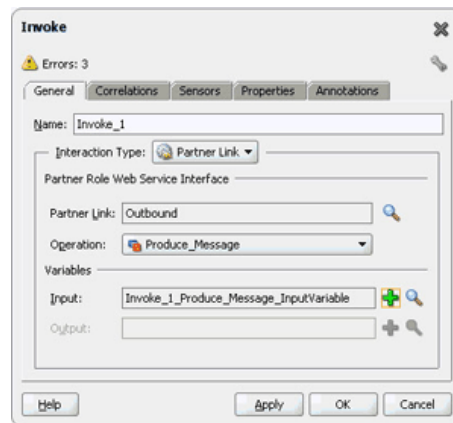 Invoke
Errors: 3
General Correlations Sensors Properties Annotations
Name: Invoke_1
Interaction Type: Partner Link
Partner Role Web Service Interface
Partner Link: Outbound
Operation: Produce_Message
Variables
Input: Invoke_1_Produce_Message_InputVariable
Output:
Help Apply OK Cancel